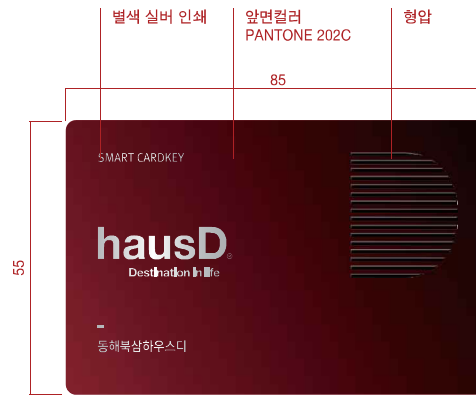 별색 실버 인쇄
앞면컬러
PANTONE 202C
형압
85
55
SMART CARDKEY
hausD®
Destination in life
동해북삼하우스디